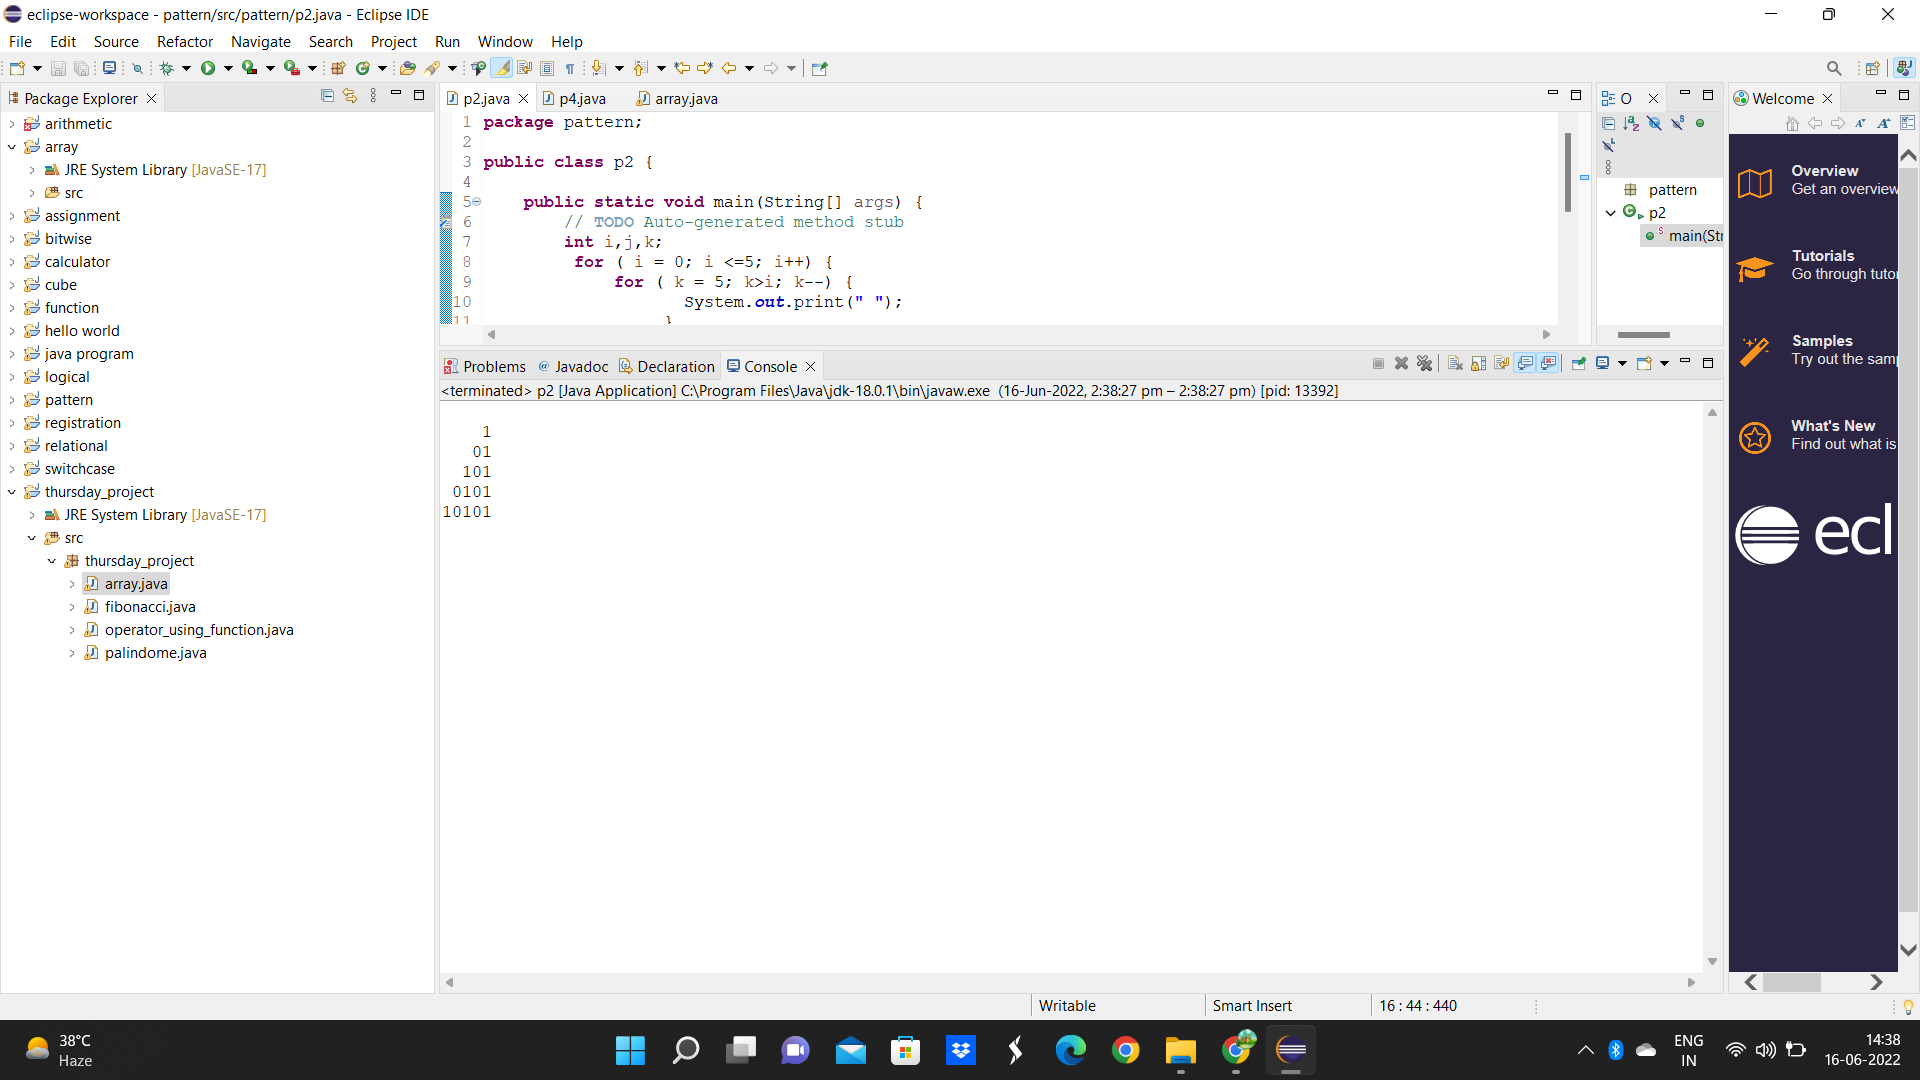 eclipse-workspace - pattern/src/pattern/p2.java - Eclipse IDE
File Edit Source Refactor Navigate Search Project Run Window Help
Package Explorer
arithmetic
array
JRE System Library [JavaSE-17]
src
assignment
bitwise
calculator
cube
function
hello world
java program
logical
pattern
registration
relational
switchcase
thursday_project
JRE System Library [JavaSE-17]
src
thursday_project
array.java
fibonacci.java
operator_using_function.java
palindome.java
p2.java p4.java array.java
1 package pattern;
2
3 public class p2 {
4
5 public static void main(String[] args) {
6 // TODO Auto-generated method stub
7 int i,j,k;
8 for ( i = 0; i <=5; i++) {
9 for ( k = 5; k>i; k--) {
10 System.out.print(" ");
11 }
Problems Javadoc Declaration Console
<terminated> p2 [Java Application] C:\Program Files\Java\jdk-18.0.1\bin\javaw.exe (16-Jun-2022, 2:38:27 pm – 2:38:27 pm) [pid: 13392]
1
01
101
0101
10101
O
pattern
p2
main(Str
Welcome
Overview
Get an overview
Tutorials
Go through tutor
Samples
Try out the samp
What's New
Find out what is
ecl
Writable Smart Insert 16 : 44 : 440
38°C
Haze
ENG
IN
14:38
16-06-2022